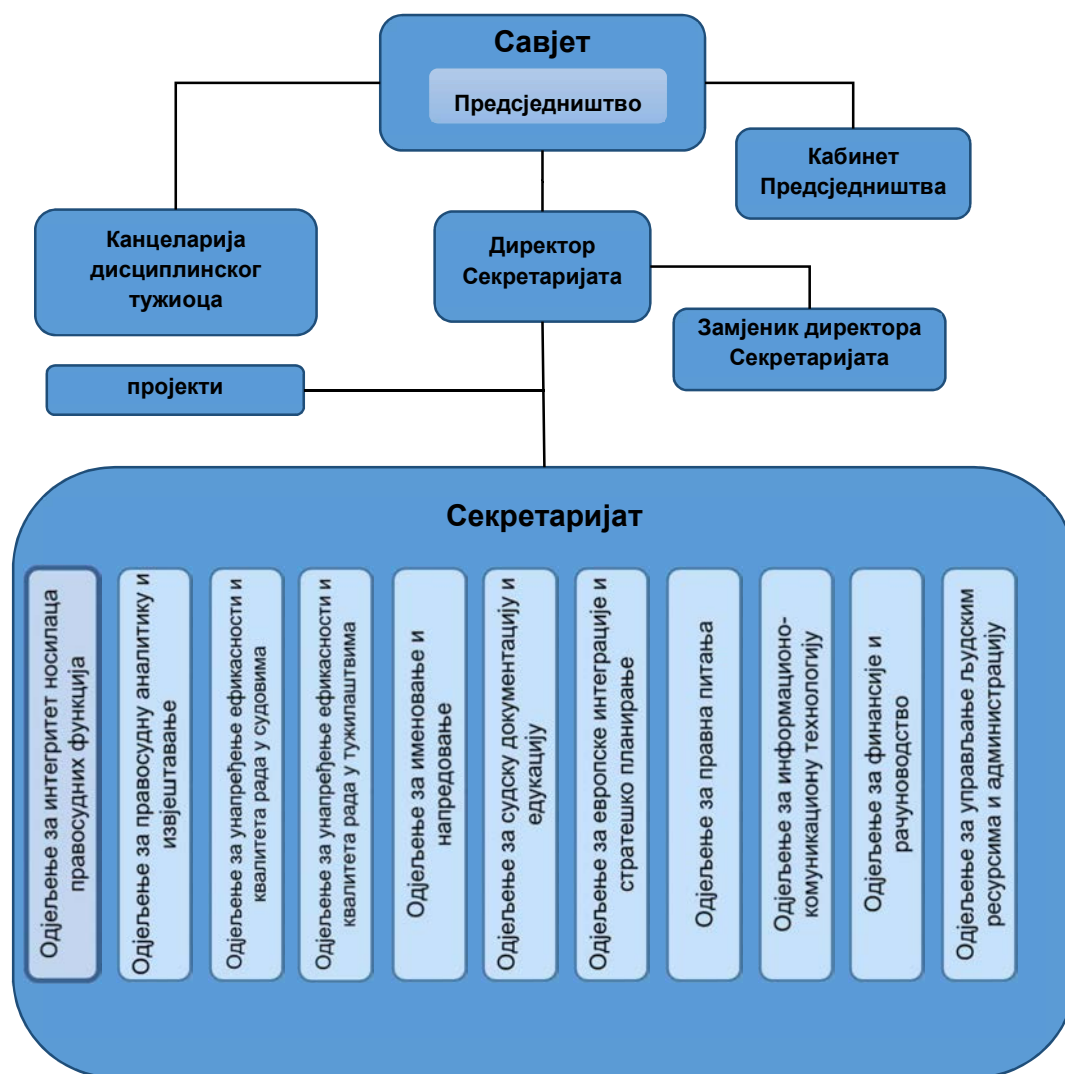 Савјет
Предсједништво
Кабинет
Предсједништва
Канцеларија
дисциплинског
тужиоца
Директор
Секретаријата
Замјеник директора
Секретаријата
пројекти
Секретаријат
Одјељење за интегритет носилаца
правосудних функција
Одјељење за правосудну аналитику и
извјештавање
Одјељење за унапређење ефикасности и
квалитета рада у судовима
Одјељење за унапређење ефикасности и
квалитета рада у тужилаштвима
Одјељење за именовање и
напредовање
Одјељење за судску документацију и
едукацију
Одјељење за европске интеграције и
стратешко планирање
Одјељење за правна питања
Одјељење за информационо-
комуникациону технологију
Одјељење за финансије и
рачуноводство
Одјељење за управљање људским
ресурсима и администрацију